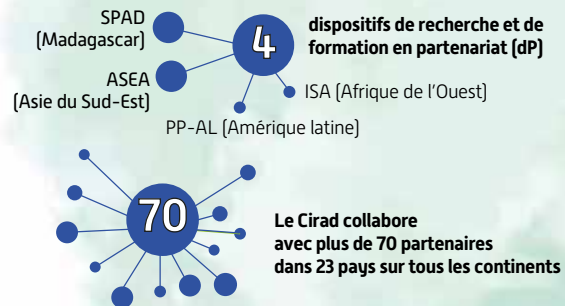 SPAD
(Madagascar)
4
dispositifs de recherche et de
formation en partenariat (dP)
ASEA
(Asie du Sud-Est)
ISA (Afrique de l'Ouest)
PP-AL (Amérique latine)
70
Le Cirad collabore
avec plus de 70 partenaires
dans 23 pays sur tous les continents